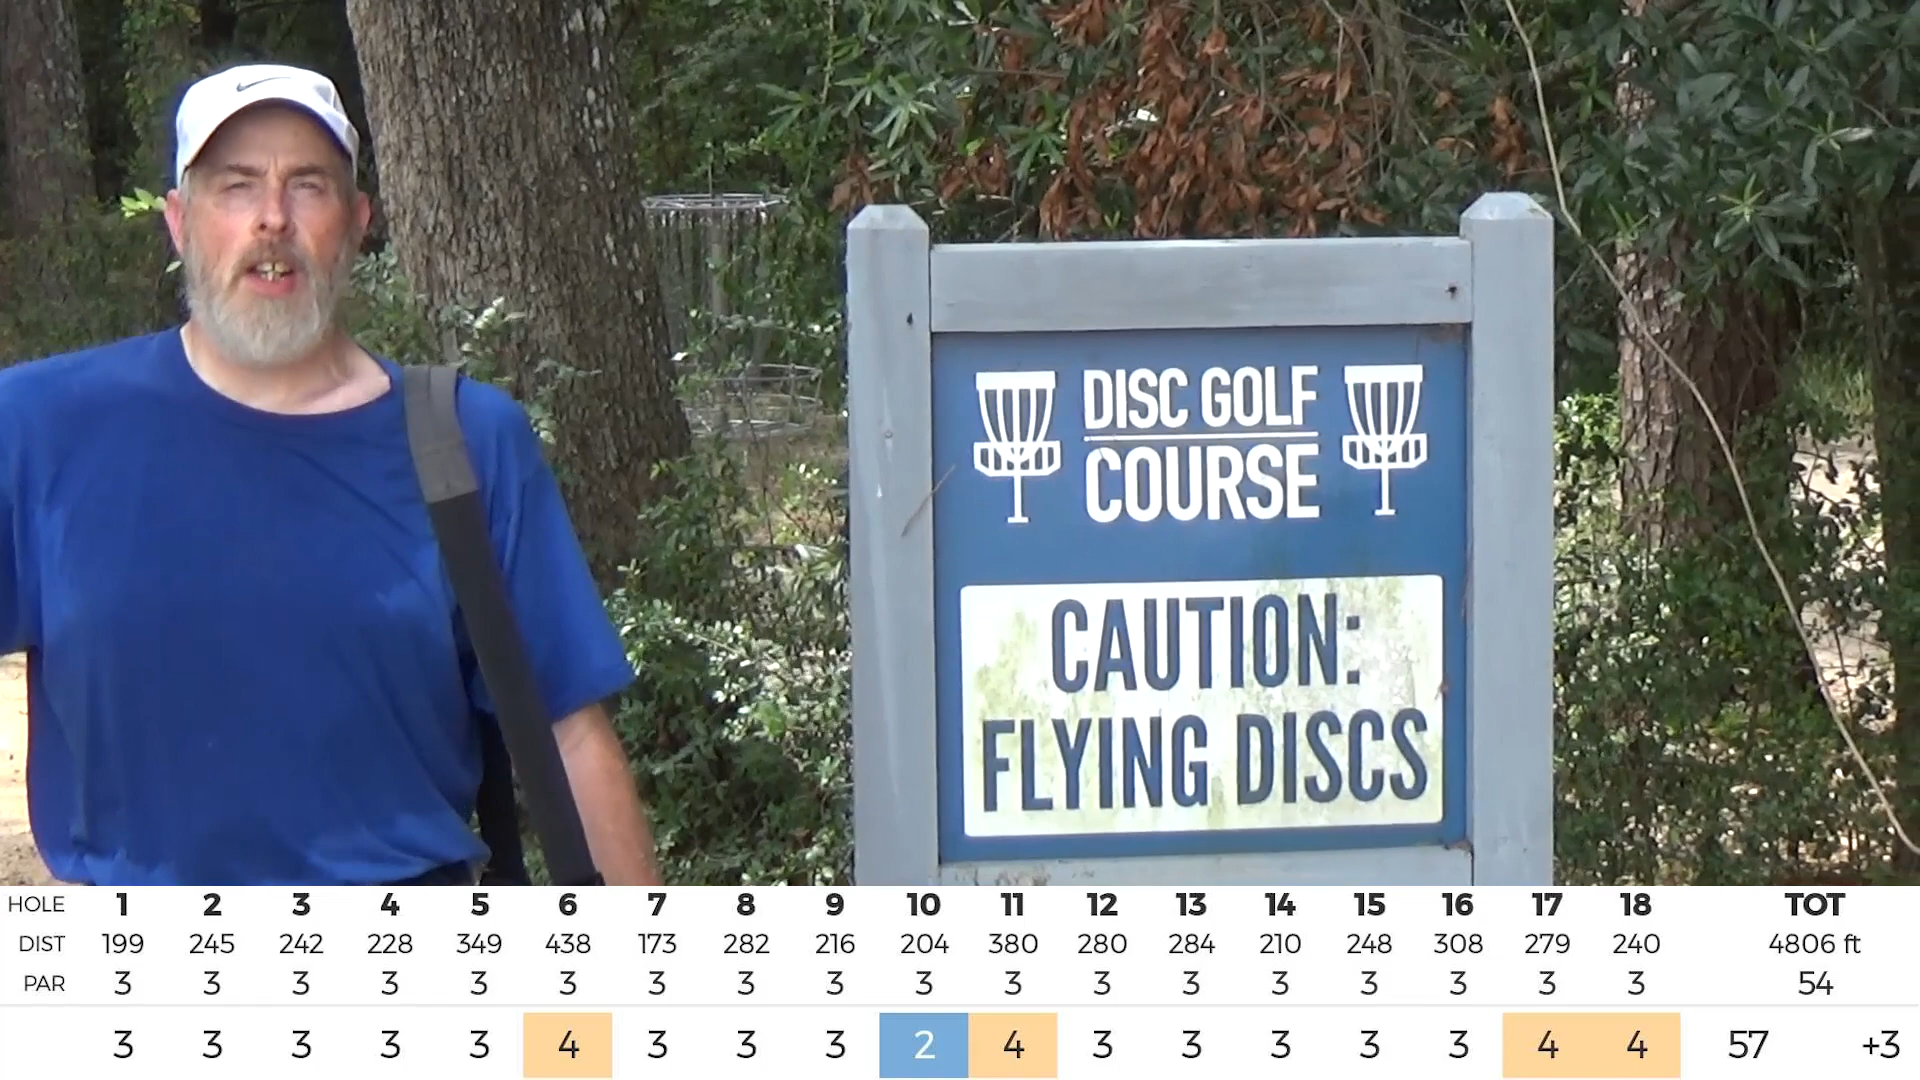 DISC GOLF
COURSE
CAUTION:
FLYING DISCS
HOLE 1 2 3 4 5 6 7 8 9 10 11 12 13 14 15 16 17 18 TOT
DIST 199 245 242 228 349 438 173 282 216 204 380 280 284 210 248 308 279 240 4806 ft
PAR 3 3 3 3 3 3 3 3 3 3 3 3 3 3 3 3 3 3 54
3 3 3 3 3 4 3 3 3 2 4 3 3 3 3 3 4 4 57 +3